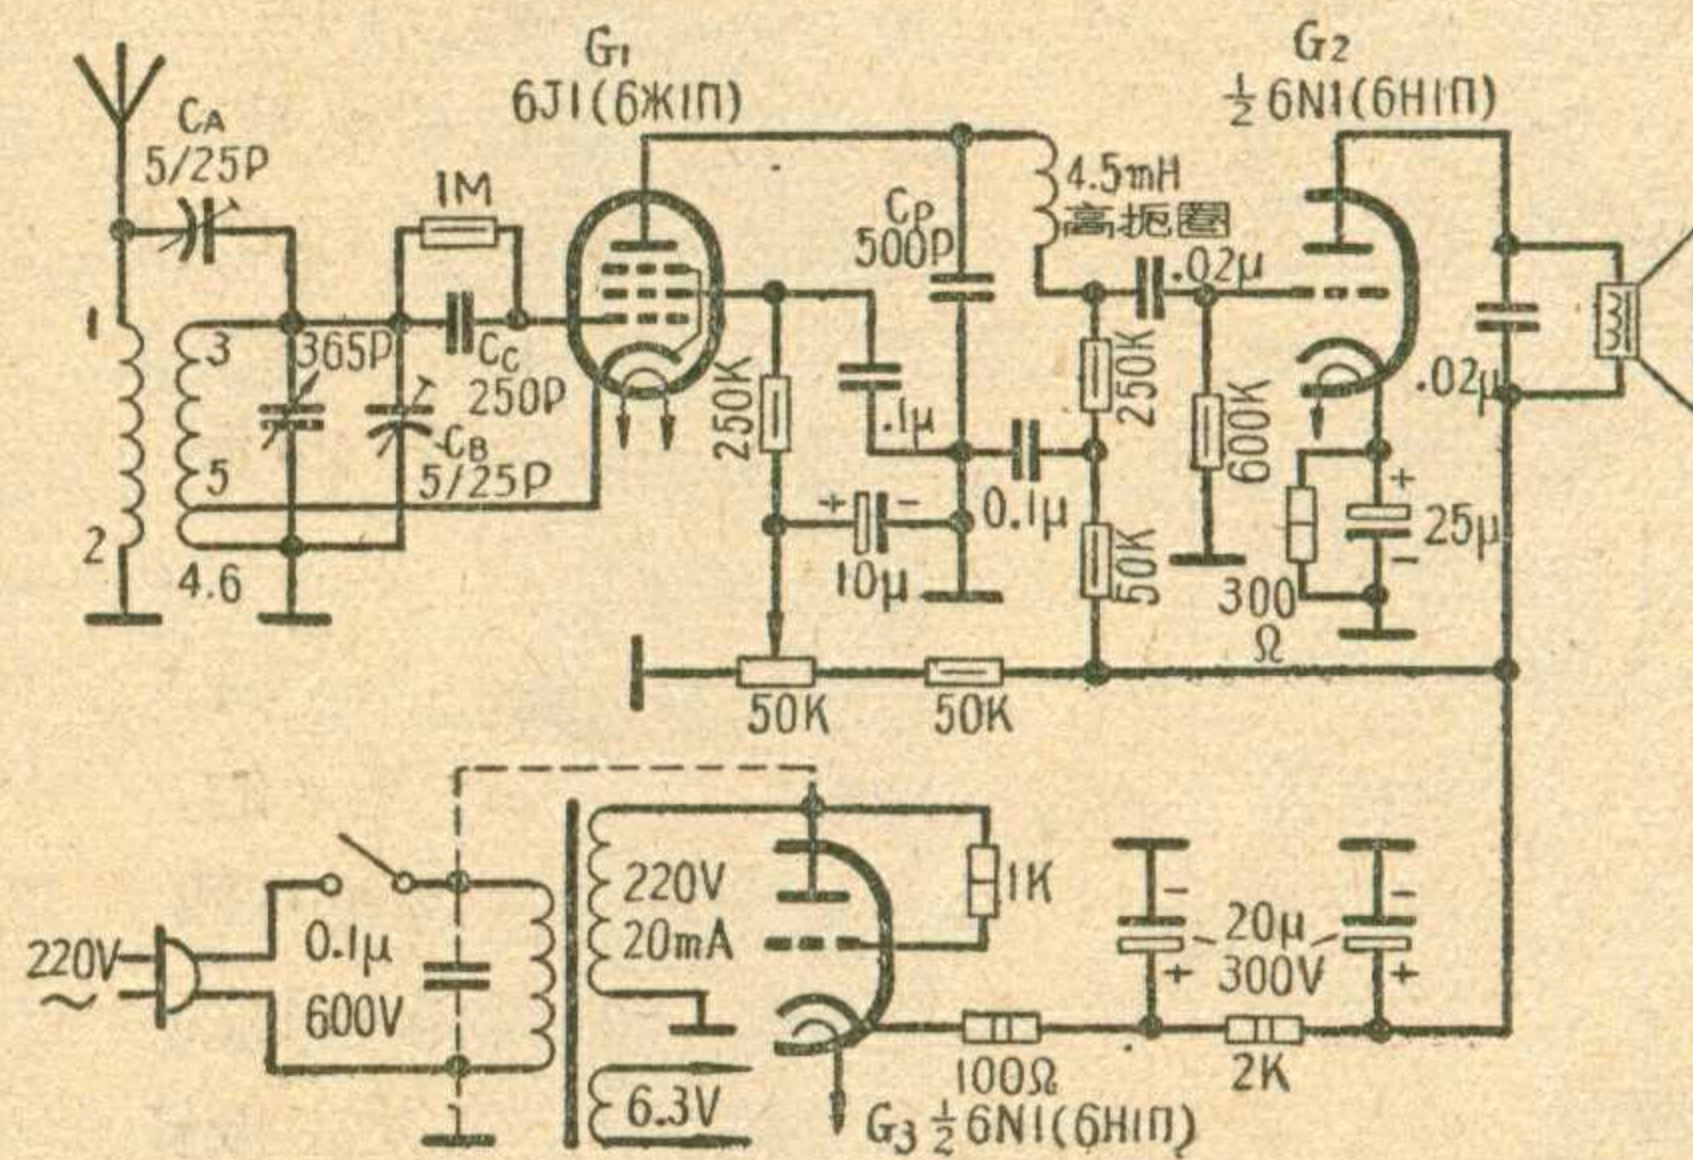 G1
6J1(6Ж1П)
G2
½ 6N1(6Н1П)
CA
5/25P
1M
4.5mH
高扼圈
CP
500P
.02μ
1
3
365P
CC
250P
CB
5/25P
5
2
4.6
250K
.1μ
+ -
10μ
0.1μ
250K
50K
600K
.02μ
+
25μ
-
300
Ω
50K
50K
220V
~
0.1μ
600V
220V
20mA
6.3V
1K
100Ω
2K
- -
20μ
300V
+ +
G3 ½ 6N1(6Н1П)